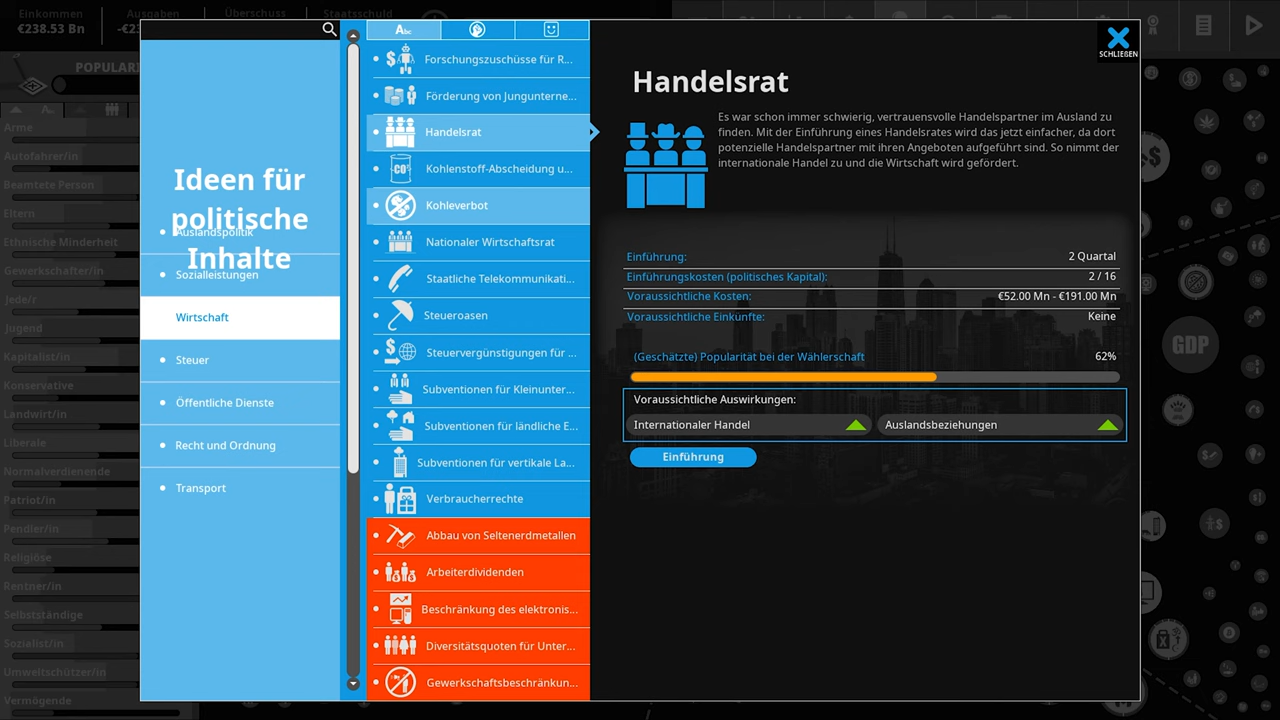 Einkommen
€238.53 Bn
Ausgaben
-€23
Überschuss
Staatsschuld
POPULARI
Arme
Autofahrer/in
Beamtete Person
Eltern
Ethnische Minderheit
Gewerkschafter/in
Jede/r
Jugend
Kapitalist/in
Konservative
Landwirt/in
Liberale
Normalverdienende
Patriot/in
Pendler/in
Religiöse
Rentner/in
Selbstständige
Sozialist/in
Umweltschützer/in
Vermögende
Ideen für
politische
Inhalte
Auslandspolitik
Sozialleistungen
Wirtschaft
Steuer
Öffentliche Dienste
Recht und Ordnung
Transport
Abc
Forschungszuschüsse für R...
Förderung von Jungunterne...
Handelsrat
Kohlenstoff-Abscheidung u...
Kohleverbot
Nationaler Wirtschaftsrat
Staatliche Telekommunikati...
Steueroasen
Steuervergünstigungen für ...
Subventionen für Kleinunter...
Subventionen für ländliche E...
Subventionen für vertikale La...
Verbraucherrechte
Abbau von Seltenerdmetallen
Arbeiterdividenden
Beschränkung des elektronis...
Diversitätsquoten für Unter...
Gewerkschaftsbeschränkun...
SCHLIEẞEN
Handelsrat
Es war schon immer schwierig, vertrauensvolle Handelspartner im Ausland zu
finden. Mit der Einführung eines Handelsrates wird das jetzt einfacher, da dort
potenzielle Handelspartner mit ihren Angeboten aufgeführt sind. So nimmt der
internationale Handel zu und die Wirtschaft wird gefördert.
Einführung: 2 Quartal
Einführungskosten (politisches Kapital): 2 / 16
Voraussichtliche Kosten: €52.00 Mn - €191.00 Mn
Voraussichtliche Einkünfte: Keine
(Geschätzte) Popularität bei der Wählerschaft 62%
Voraussichtliche Auswirkungen:
Internationaler Handel Auslandsbeziehungen
Einführung
GDP